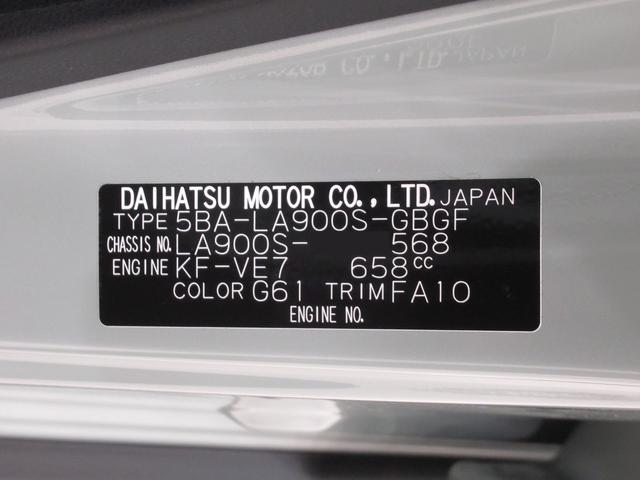 DAIHATSU MOTOR CO.,LTD. JAPAN
TYPE 5BA-LA900S-GBGF
CHASSIS NO. LA900S- 568
ENGINE KF-VE7 658CC
COLOR G61 TRIM FA10
ENGINE NO.